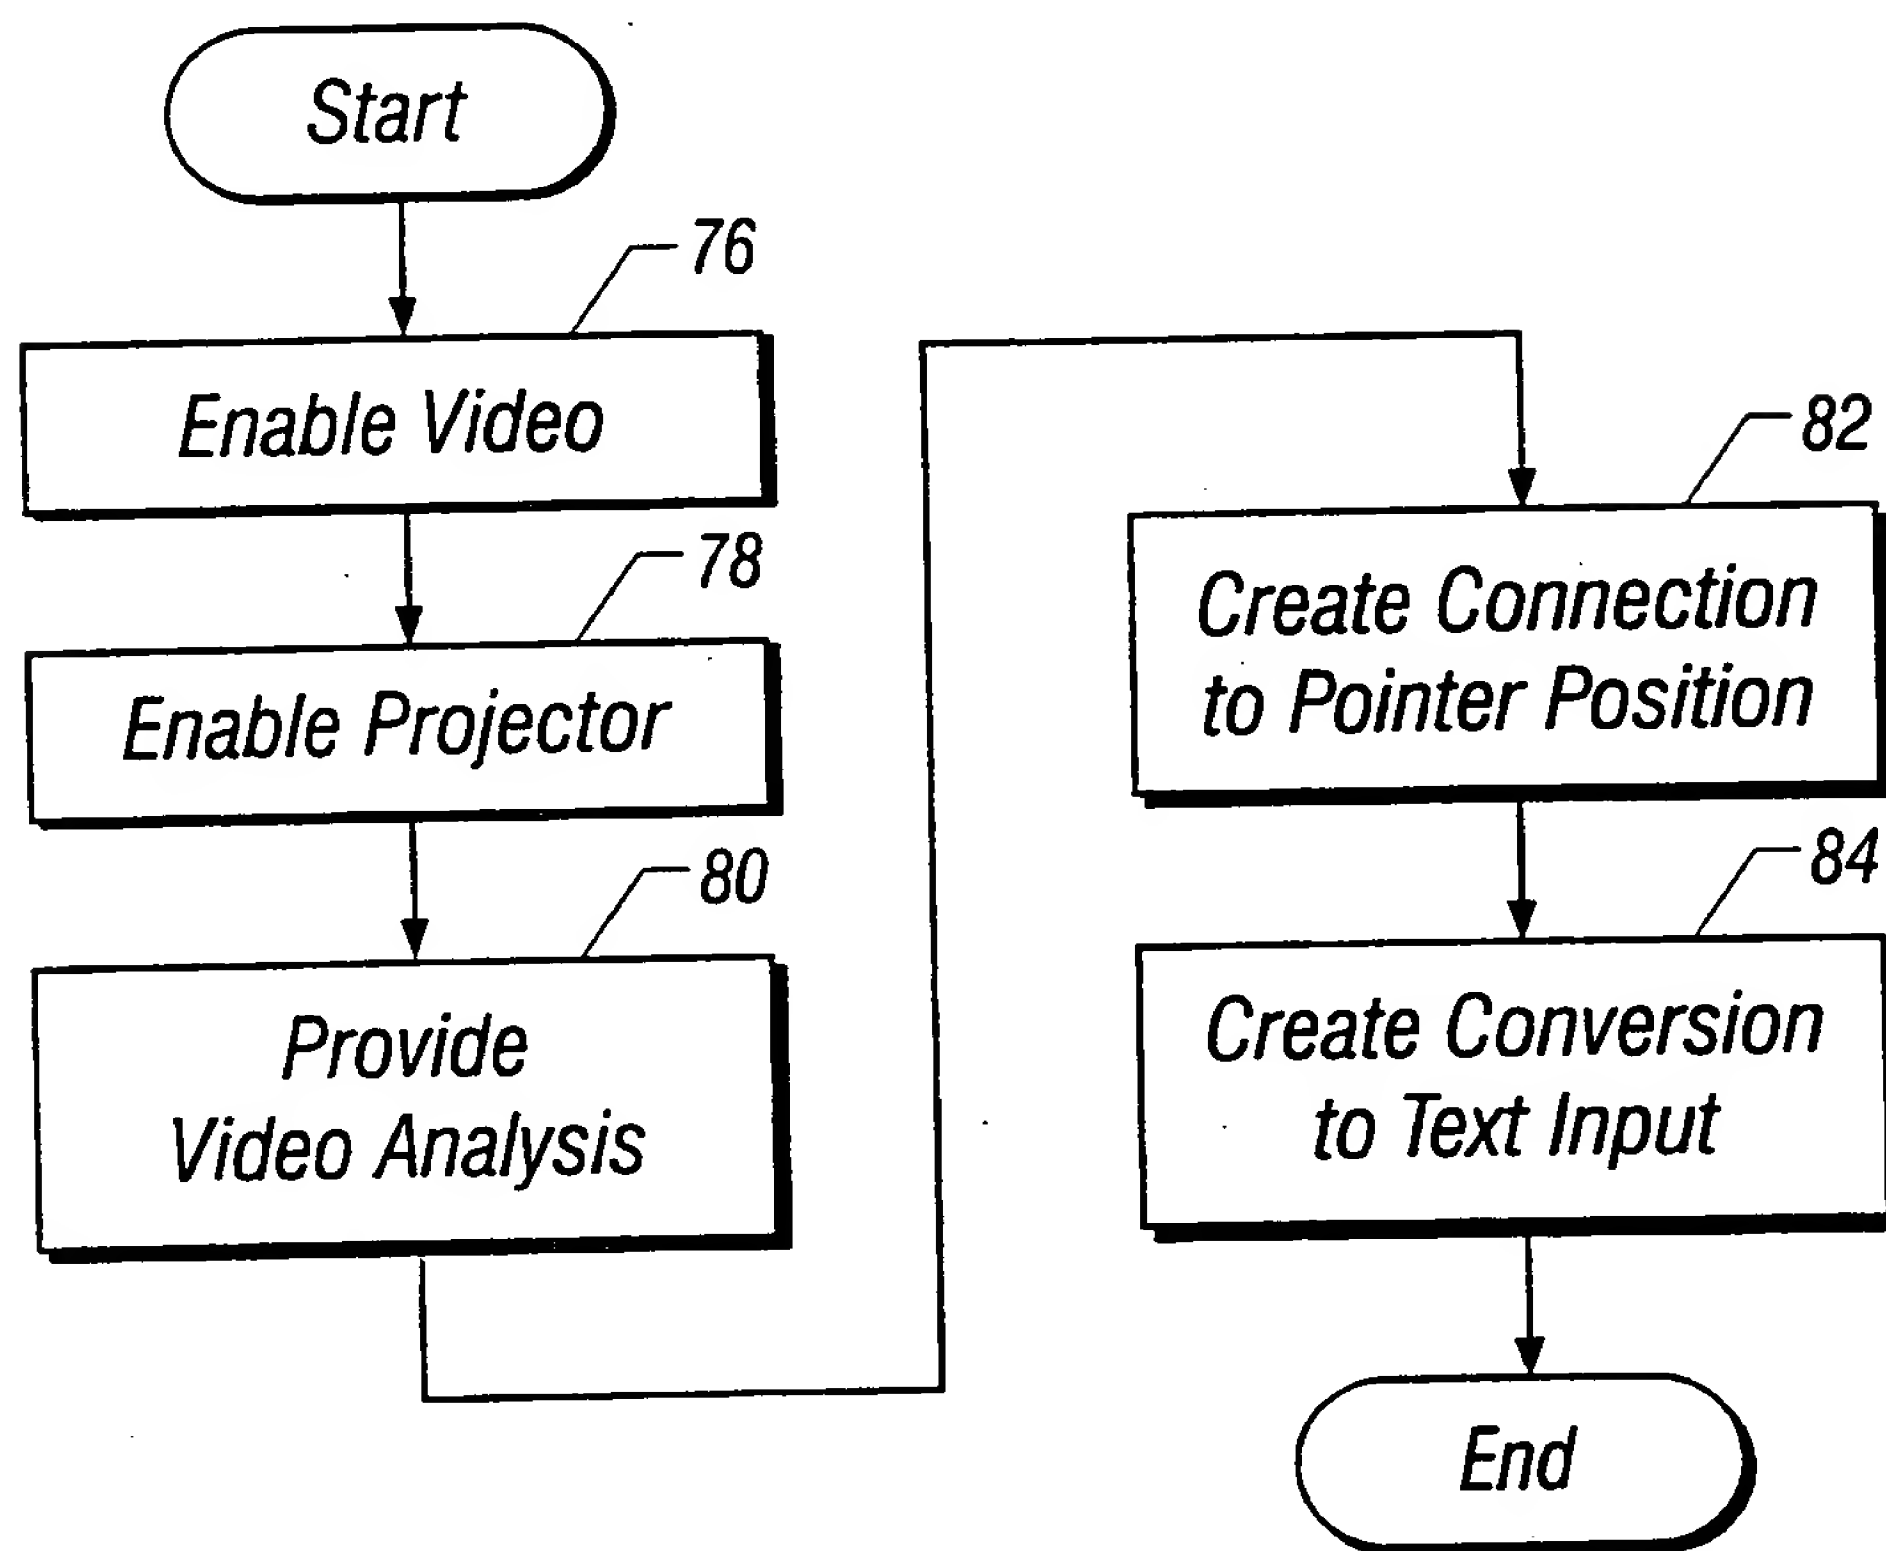 Start
76
Enable Video
78
Enable Projector
80
Provide
Video Analysis
82
Create Connection
to Pointer Position
84
Create Conversion
to Text Input
End